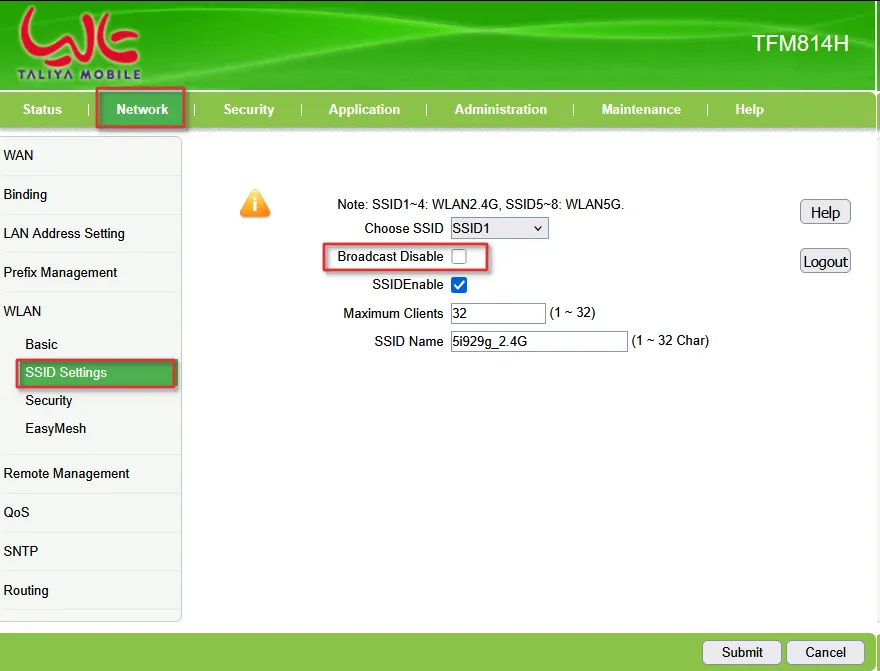 تالیا
TALIYA MOBILE
TFM814H
Status | Network | Security | Application | Administration | Maintenance | Help
WAN
Binding
LAN Address Setting
Prefix Management
WLAN
Basic
SSID Settings
Security
EasyMesh
Remote Management
QoS
SNTP
Routing
Note: SSID1~4: WLAN2.4G, SSID5~8: WLAN5G.
Choose SSID SSID1
Broadcast Disable
SSIDEnable
Maximum Clients 32 (1 ~ 32)
SSID Name 5i929g_2.4G (1 ~ 32 Char)
Help
Logout
Submit Cancel